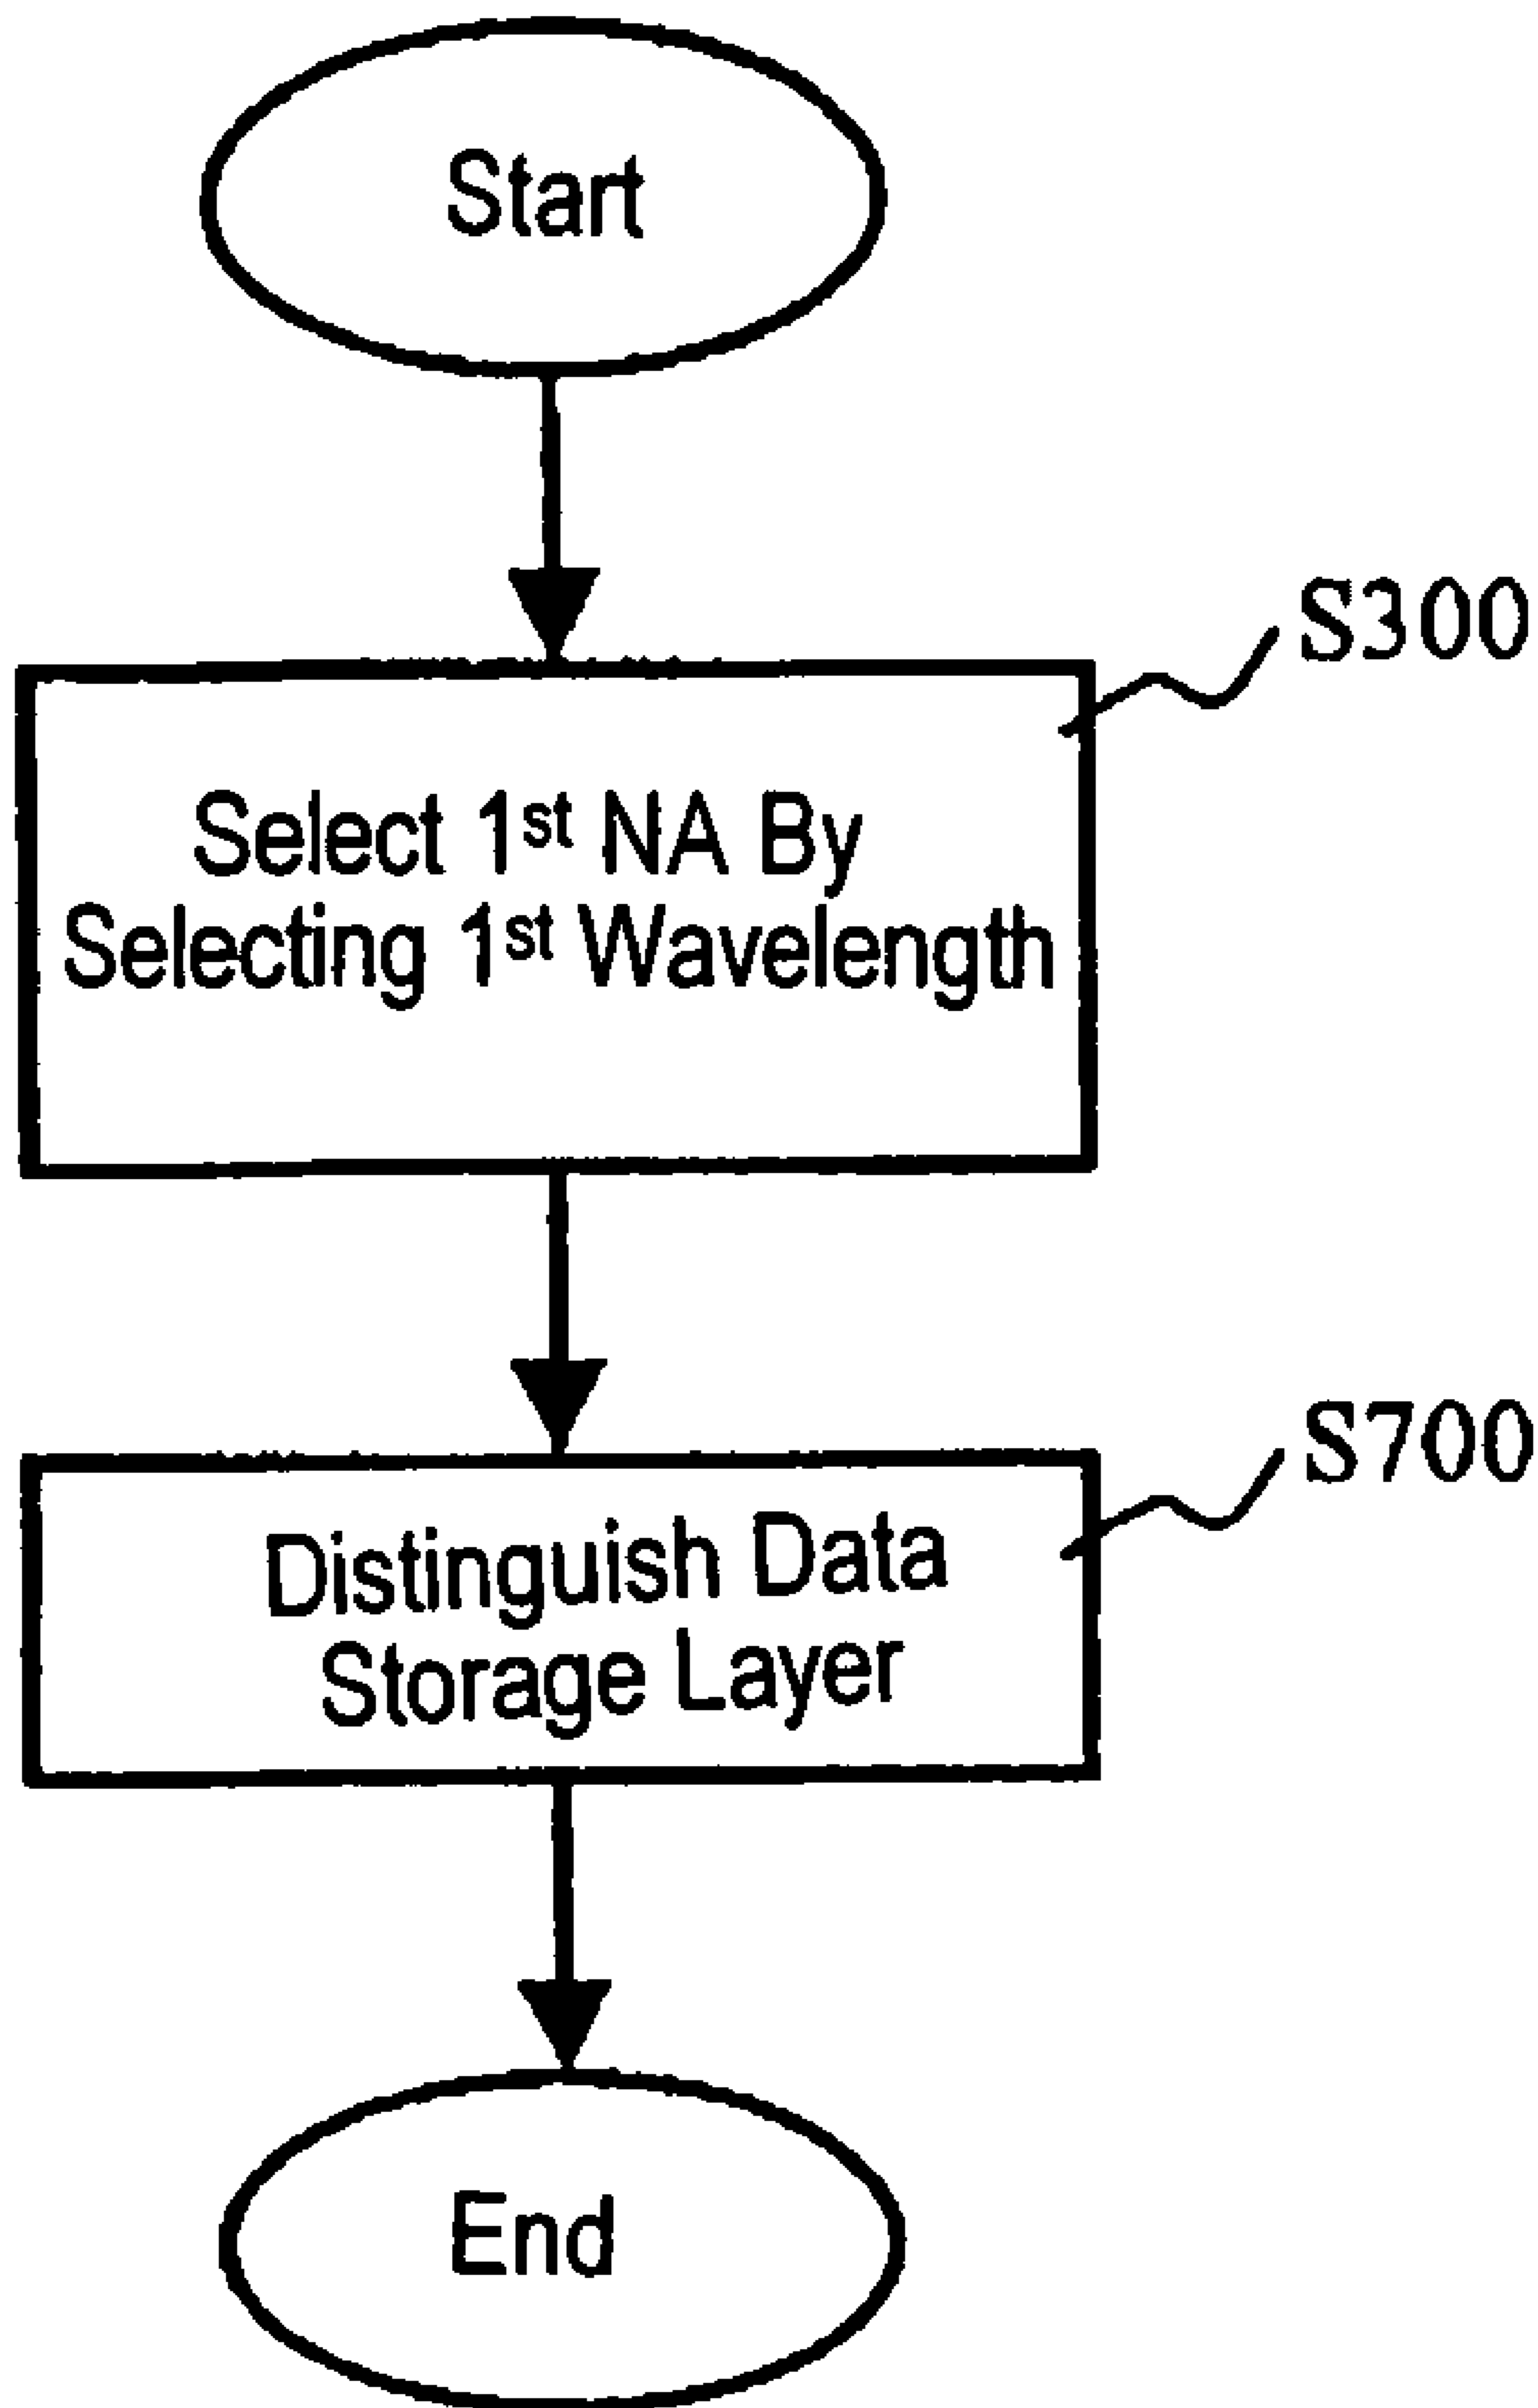 Start
S300
Select 1st NA By
Selecting 1st Wavelength
S700
Distinguish Data
Storage Layer
End